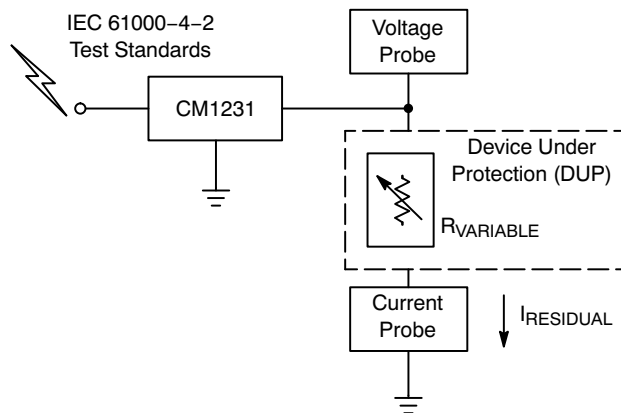 IEC 61000−4−2
Test Standards
Voltage
Probe
CM1231
Device Under
Protection (DUP)
RVARIABLE
Current
Probe
IRESIDUAL